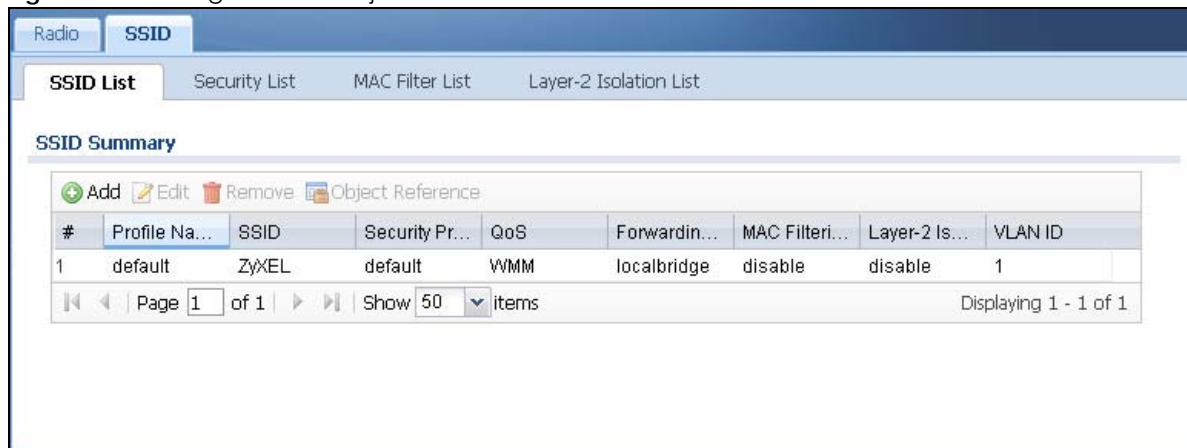 Radio SSID
SSID List Security List MAC Filter List Layer-2 Isolation List
SSID Summary
Add Edit Remove Object Reference
# Profile Na... SSID Security Pr... QoS Forwardin... MAC Filteri... Layer-2 Is... VLAN ID
1 default ZyXEL default WMM localbridge disable disable 1
Page 1 of 1 Show 50 items Displaying 1 - 1 of 1